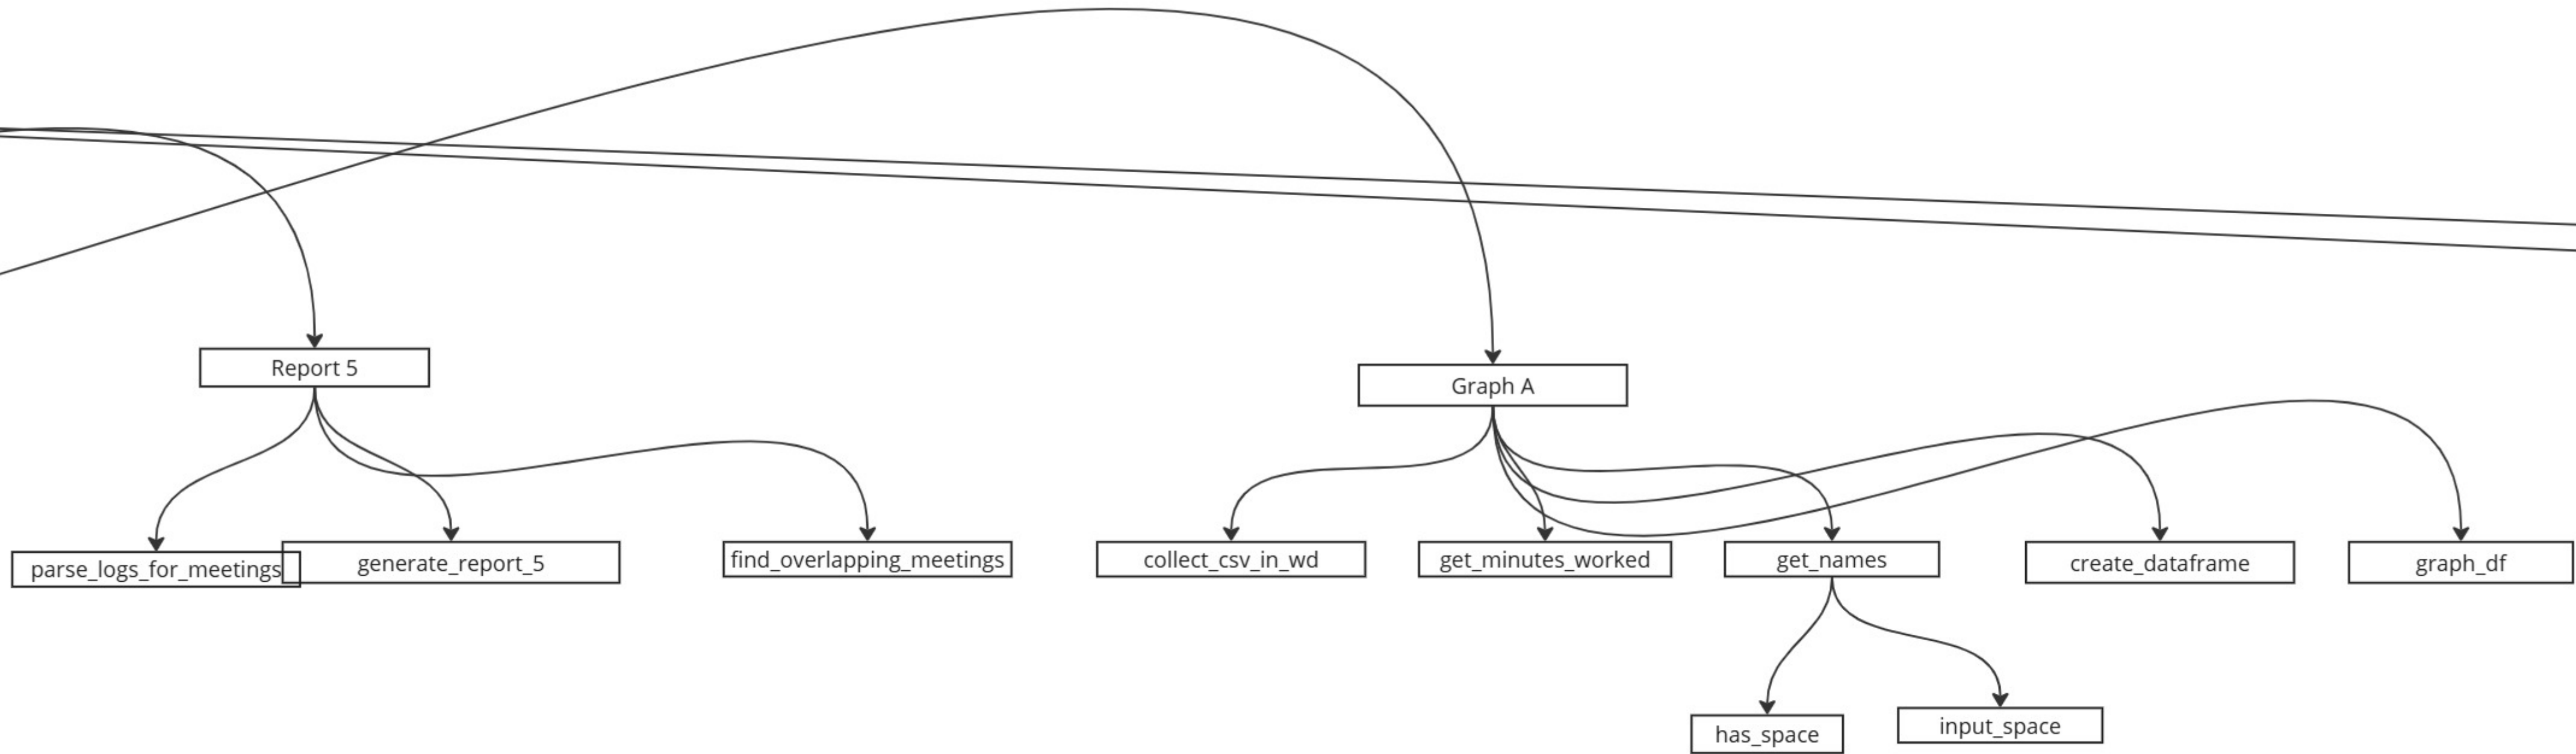 Report 5
Graph A
parse_logs_for_meetings
generate_report_5
find_overlapping_meetings
collect_csv_in_wd
get_minutes_worked
get_names
create_dataframe
graph_df
has_space
input_space